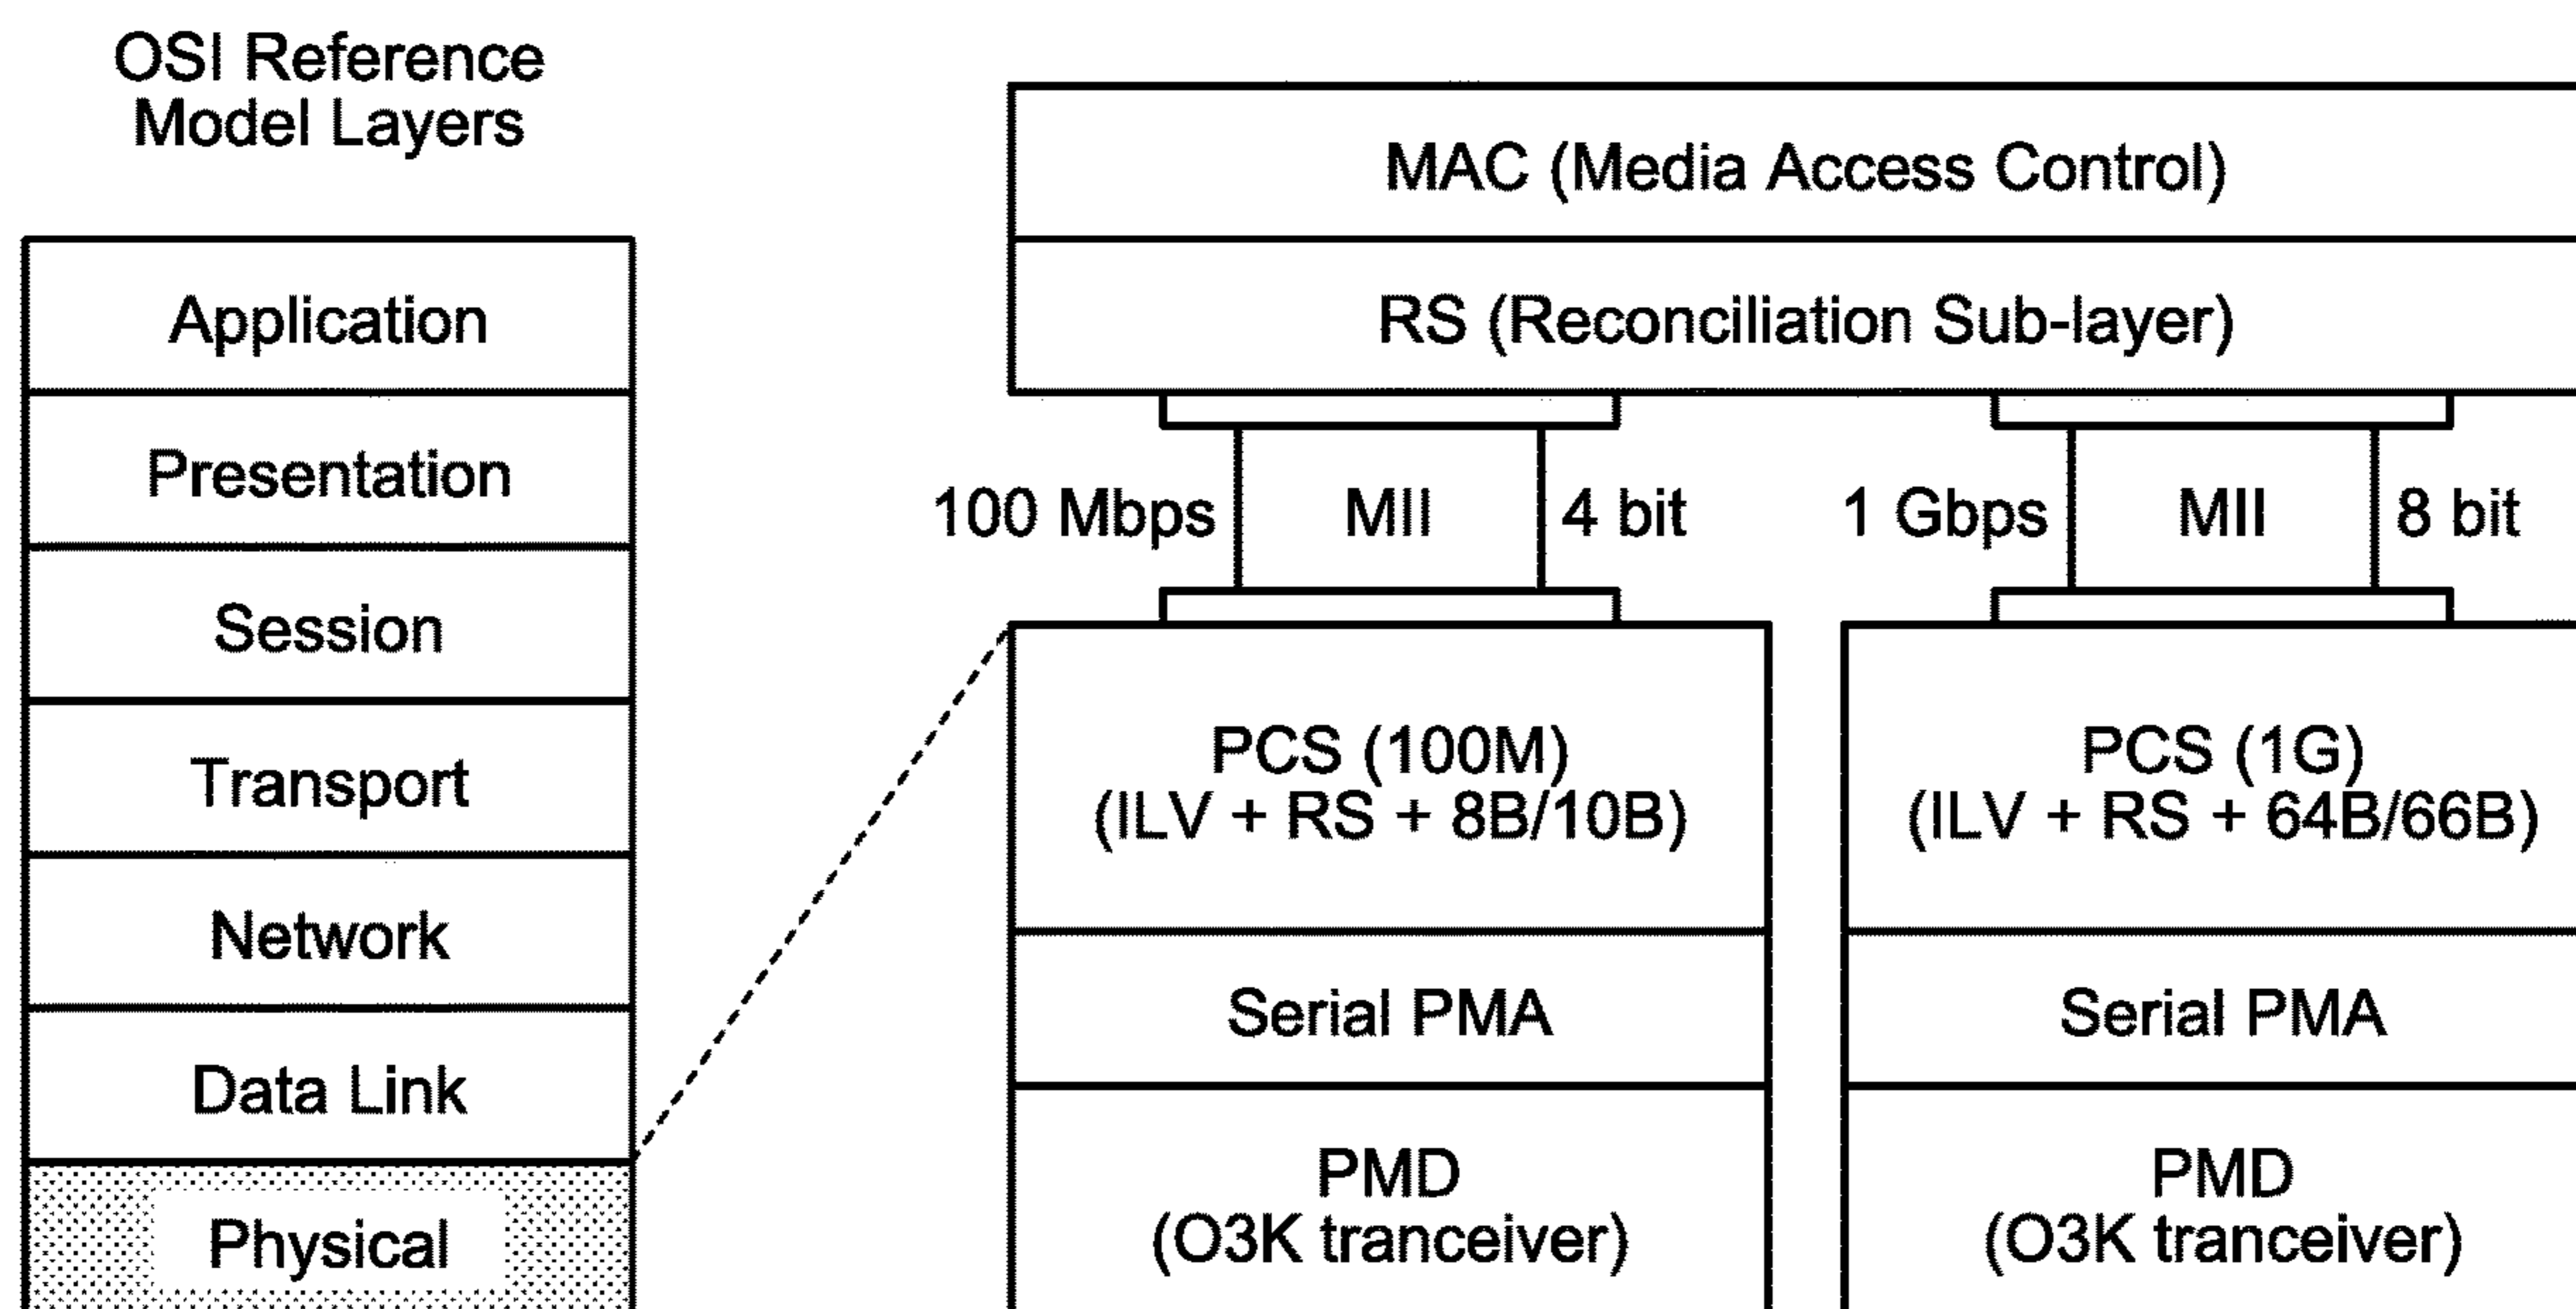 OSI Reference
Model Layers
Application
Presentation
Session
Transport
Network
Data Link
Physical
MAC (Media Access Control)
RS (Reconciliation Sub-layer)
100 Mbps MII 4 bit
1 Gbps MII 8 bit
PCS (100M)
(ILV + RS + 8B/10B)
Serial PMA
PMD
(O3K tranceiver)
PCS (1G)
(ILV + RS + 64B/66B)
Serial PMA
PMD
(O3K tranceiver)